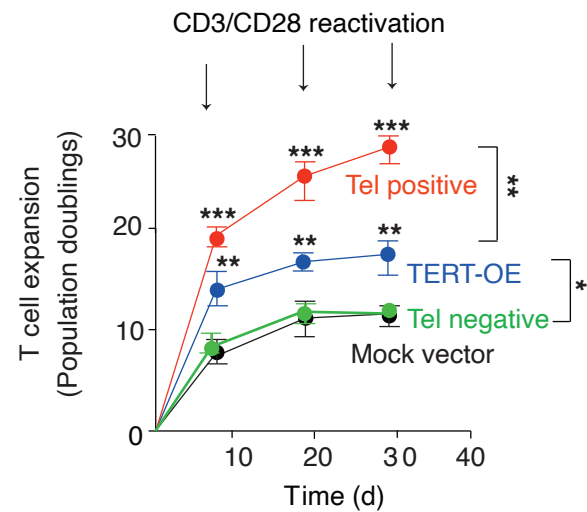 CD3/CD28 reactivation
T cell expansion
(Population doublings)
30
20
10
0
***
***
***
**
**
**
Tel positive
TERT-OE
Tel negative
Mock vector
**
*
10
20
30
40
Time (d)